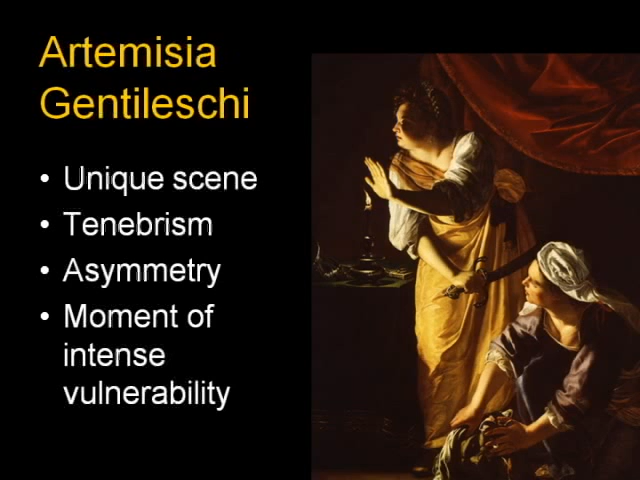 Artemisia
Gentileschi
• Unique scene
• Tenebrism
• Asymmetry
• Moment of
intense
vulnerability